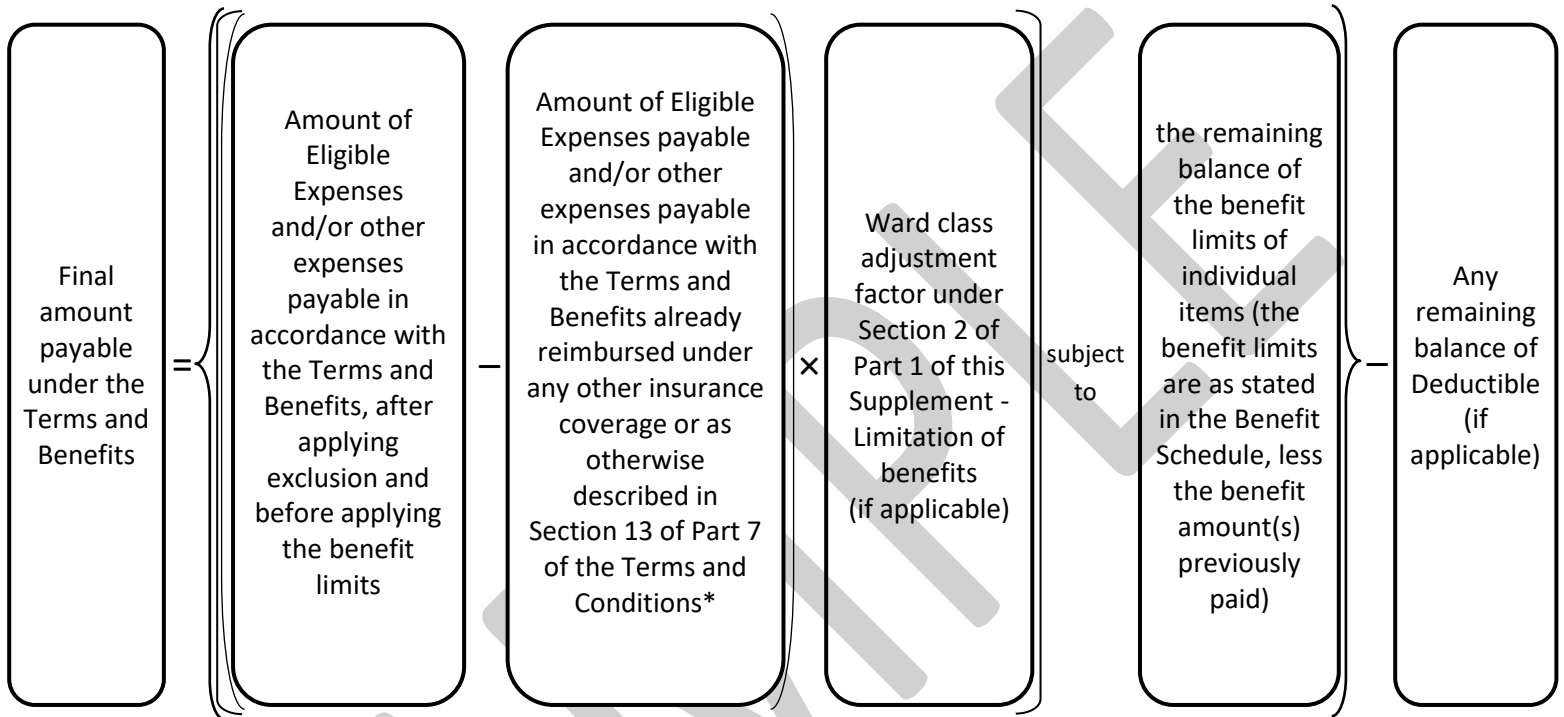 Final
amount
payable
under the
Terms and
Benefits
=
Amount of
Eligible
Expenses
and/or other
expenses
payable in
accordance with
the Terms and
Benefits, after
applying
exclusion and
before applying
the benefit
limits
–
Amount of Eligible
Expenses payable
and/or other
expenses payable
in accordance with
the Terms and
Benefits already
reimbursed under
any other insurance
coverage or as
otherwise
described in
Section 13 of Part 7
of the Terms and
Conditions*
×
Ward class
adjustment
factor under
Section 2 of
Part 1 of this
Supplement -
Limitation of
benefits
(if applicable)
subject
to
the remaining
balance of
the benefit
limits of
individual
items (the
benefit limits
are as stated
in the Benefit
Schedule, less
the benefit
amount(s)
previously
paid)
–
Any
remaining
balance of
Deductible
(if
applicable)